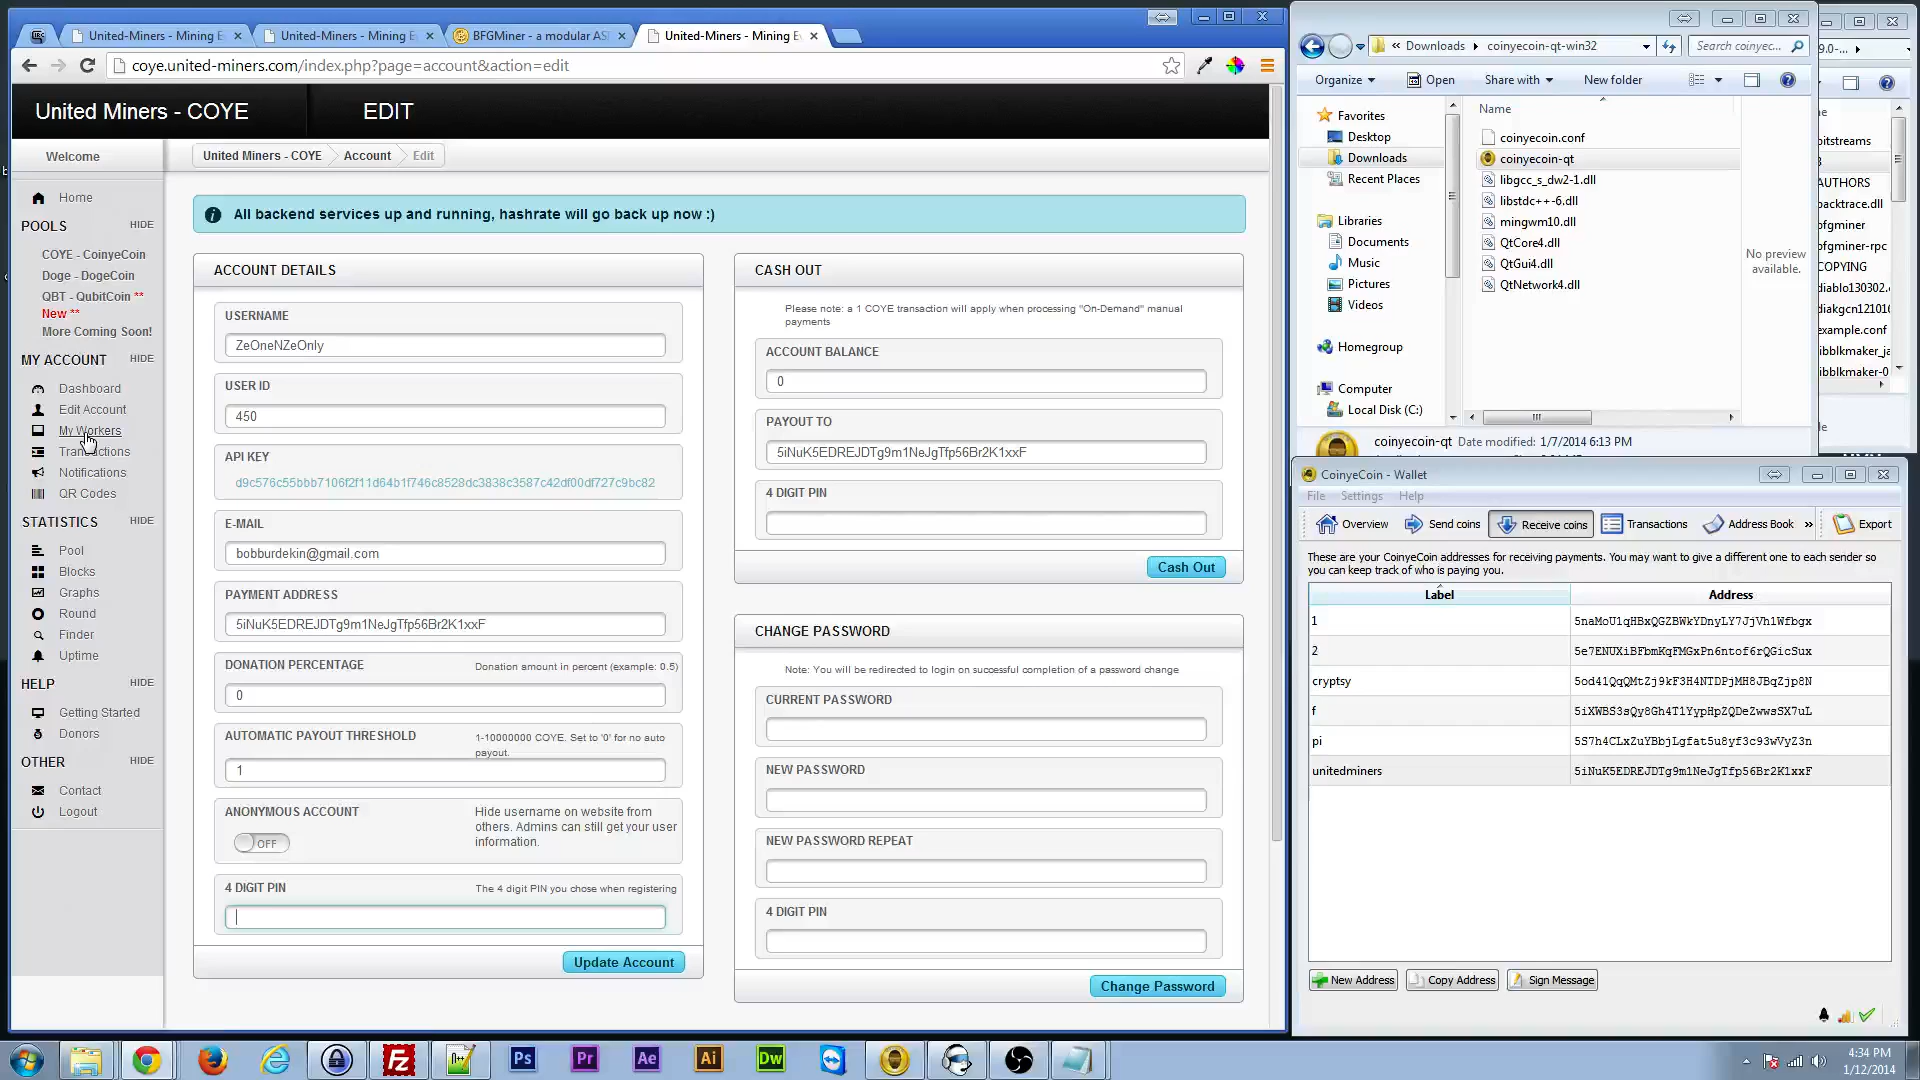 United-Miners - Mining E
United-Miners - Mining E
BFGMiner - a modular AS
United-Miners - Mining E
coye.united-miners.com/index.php?page=account&action=edit
United Miners - COYE
EDIT
Welcome
United Miners - COYE
Account
Edit
Home
POOLS
HIDE
COYE - CoinyeCoin
Doge - DogeCoin
QBT - QubitCoin **
New **
More Coming Soon!
MY ACCOUNT
HIDE
Dashboard
Edit Account
My Workers
Transactions
Notifications
QR Codes
STATISTICS
HIDE
Pool
Blocks
Graphs
Round
Finder
Uptime
HELP
HIDE
Getting Started
Donors
OTHER
HIDE
Contact
Logout
All backend services up and running, hashrate will go back up now :)
ACCOUNT DETAILS
USERNAME
ZeOneNZeOnly
USER ID
450
API KEY
d9c576c55bbb7106f2f11d64b1f746c8528dc3838c3587c42df00df727c9bc82
E-MAIL
bobburdekin@gmail.com
PAYMENT ADDRESS
5iNuK5EDREJDTg9m1NeJgTfp56Br2K1xxF
DONATION PERCENTAGE
Donation amount in percent (example: 0.5)
0
AUTOMATIC PAYOUT THRESHOLD
1-10000000 COYE. Set to '0' for no auto
payout.
1
ANONYMOUS ACCOUNT
Hide username on website from
others. Admins can still get your user
information.
OFF
4 DIGIT PIN
The 4 digit PIN you chose when registering
Update Account
CASH OUT
Please note: a 1 COYE transaction will apply when processing "On-Demand" manual
payments
ACCOUNT BALANCE
0
PAYOUT TO
5iNuK5EDREJDTg9m1NeJgTfp56Br2K1xxF
4 DIGIT PIN
Cash Out
CHANGE PASSWORD
Note: You will be redirected to login on successful completion of a password change
CURRENT PASSWORD
NEW PASSWORD
NEW PASSWORD REPEAT
4 DIGIT PIN
Change Password
« Downloads
coinyecoin-qt-win32
Search coinyec...
Organize
Open
Share with
New folder
Favorites
Desktop
Downloads
Recent Places
Libraries
Documents
Music
Pictures
Videos
Homegroup
Computer
Local Disk (C:)
Name
coinyecoin.conf
coinyecoin-qt
libgcc_s_dw2-1.dll
libstdc++-6.dll
mingwm10.dll
QtCore4.dll
QtGui4.dll
QtNetwork4.dll
No preview
available.
coinyecoin-qt Date modified: 1/7/2014 6:13 PM
9.0-...
bitstreams
AUTHORS
backtrace.dll
bfgminer
bfgminer-rpc
COPYING
diablo130302.c
diakgcn121016
example.conf
libblkmaker_ja
libblkmaker-0
CoinyeCoin - Wallet
File
Settings
Help
Overview
Send coins
Receive coins
Transactions
Address Book
»
Export
These are your CoinyeCoin addresses for receiving payments. You may want to give a different one to each sender so
you can keep track of who is paying you.
Label
Address
1
5naMoU1qHBxQGZBWkYDnyLY7JjVh1Wfbgx
2
5e7ENUXiBFbmKqFMGxPn6ntof6rQGicSux
cryptsy
5od41QqQMtZj9kF3H4NTDPjMH8JBqZjp8N
f
5iXWBS3sQy8Gh4T1YypHpZQDeZwwsSX7uL
pi
5S7h4CLxZuYBbjLgfat5u8yf3c93wVyZ3n
unitedminers
5iNuK5EDREJDTg9m1NeJgTfp56Br2K1xxF
New Address
Copy Address
Sign Message
Ps
Pr
Ae
Ai
Dw
4:34 PM
1/12/2014